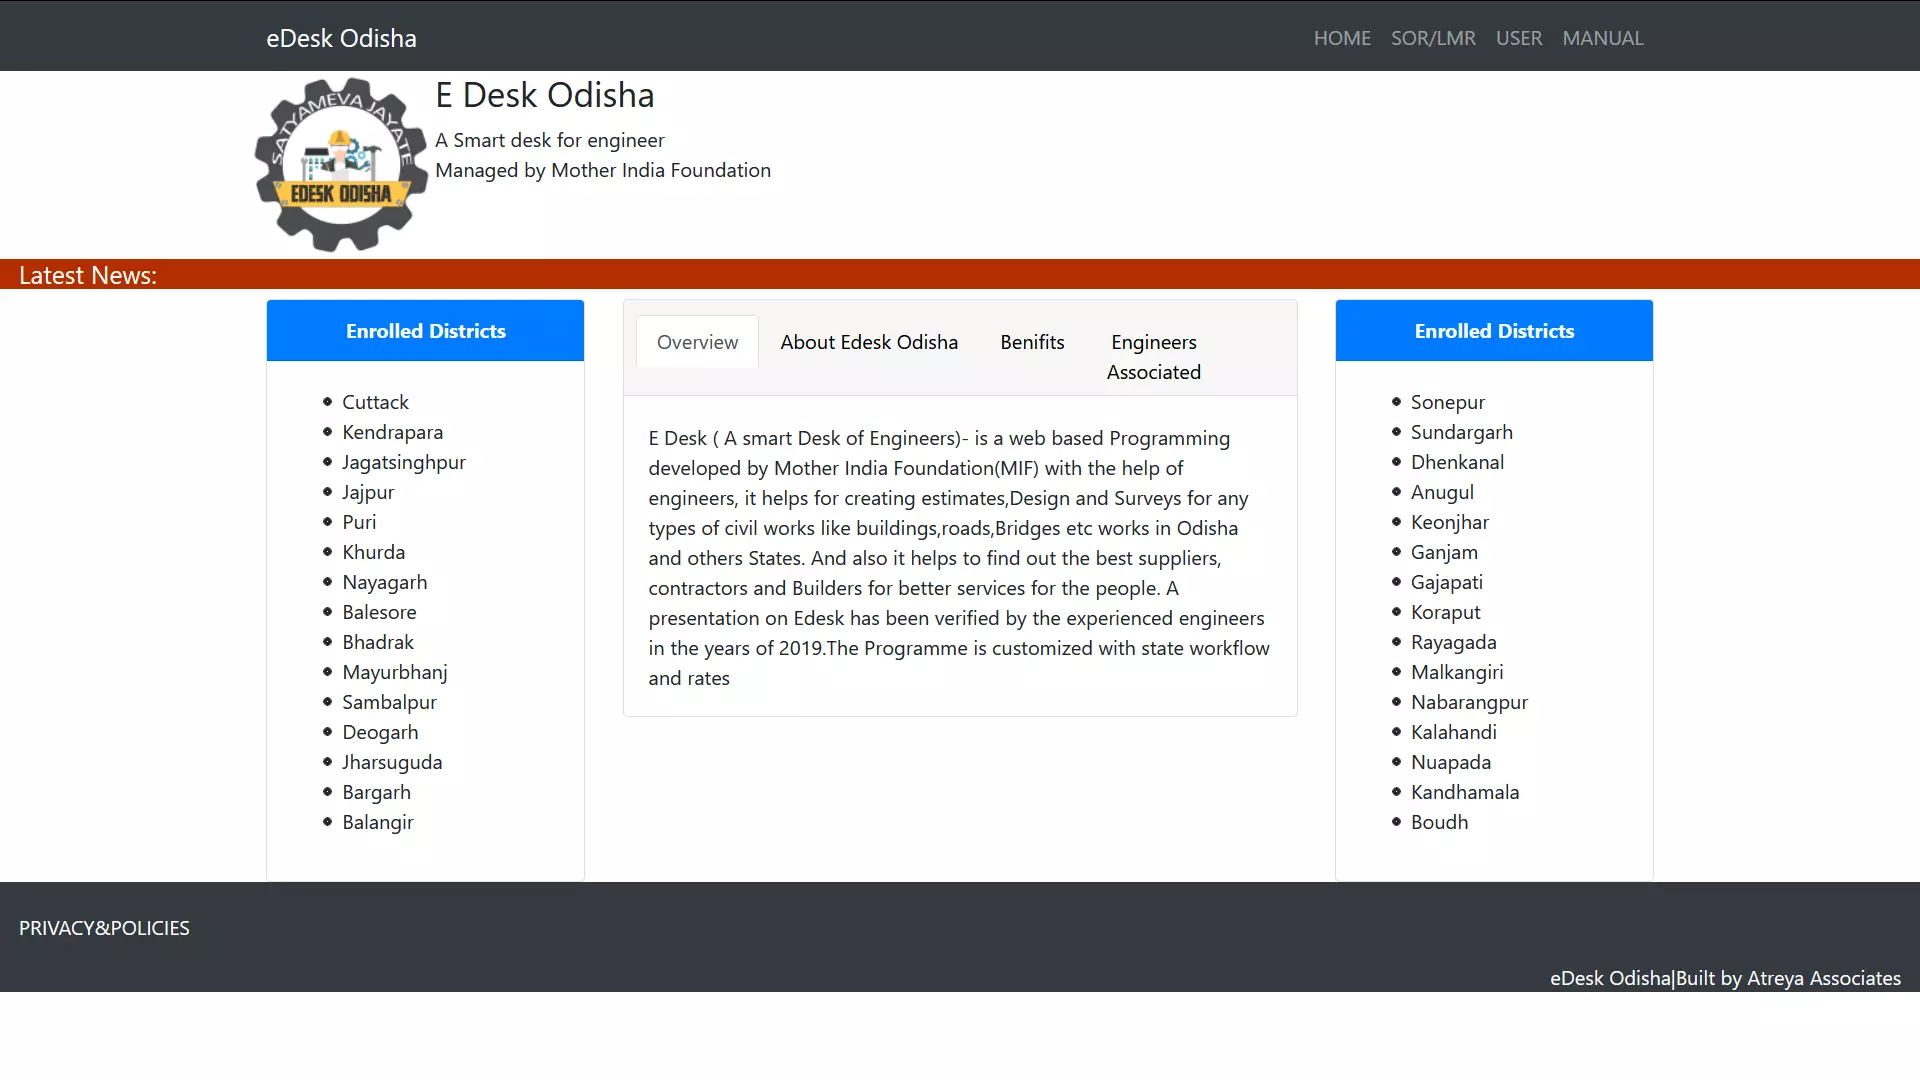 eDesk Odisha
HOME SOR/LMR USER MANUAL
SATYAMEVA JAYATE
EDESK ODISHA
E Desk Odisha
A Smart desk for engineer
Managed by Mother India Foundation
Latest News:
Enrolled Districts
Cuttack
Kendrapara
Jagatsinghpur
Jajpur
Puri
Khurda
Nayagarh
Balesore
Bhadrak
Mayurbhanj
Sambalpur
Deogarh
Jharsuguda
Bargarh
Balangir
Overview
About Edesk Odisha
Benifits
Engineers
Associated
E Desk ( A smart Desk of Engineers)- is a web based Programming
developed by Mother India Foundation(MIF) with the help of
engineers, it helps for creating estimates,Design and Surveys for any
types of civil works like buildings,roads,Bridges etc works in Odisha
and others States. And also it helps to find out the best suppliers,
contractors and Builders for better services for the people. A
presentation on Edesk has been verified by the experienced engineers
in the years of 2019.The Programme is customized with state workflow
and rates
Enrolled Districts
Sonepur
Sundargarh
Dhenkanal
Anugul
Keonjhar
Ganjam
Gajapati
Koraput
Rayagada
Malkangiri
Nabarangpur
Kalahandi
Nuapada
Kandhamala
Boudh
PRIVACY&POLICIES
eDesk Odisha|Built by Atreya Associates